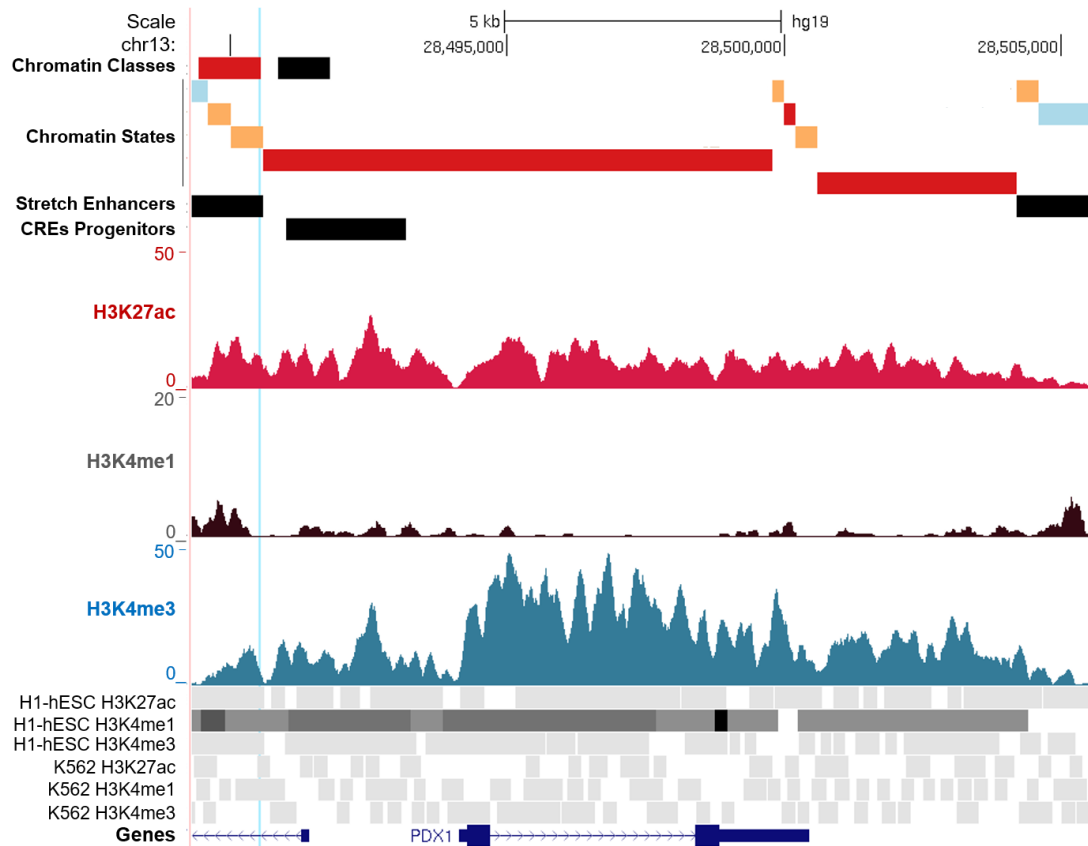 Scale 5 kb hg19
chr13: 28,495,000 28,500,000 28,505,000
Chromatin Classes
Chromatin States
Stretch Enhancers
CREs Progenitors
50
H3K27ac
0
20
H3K4me1
0
50
H3K4me3
0
H1-hESC H3K27ac
H1-hESC H3K4me1
H1-hESC H3K4me3
K562 H3K27ac
K562 H3K4me1
K562 H3K4me3
Genes PDX1